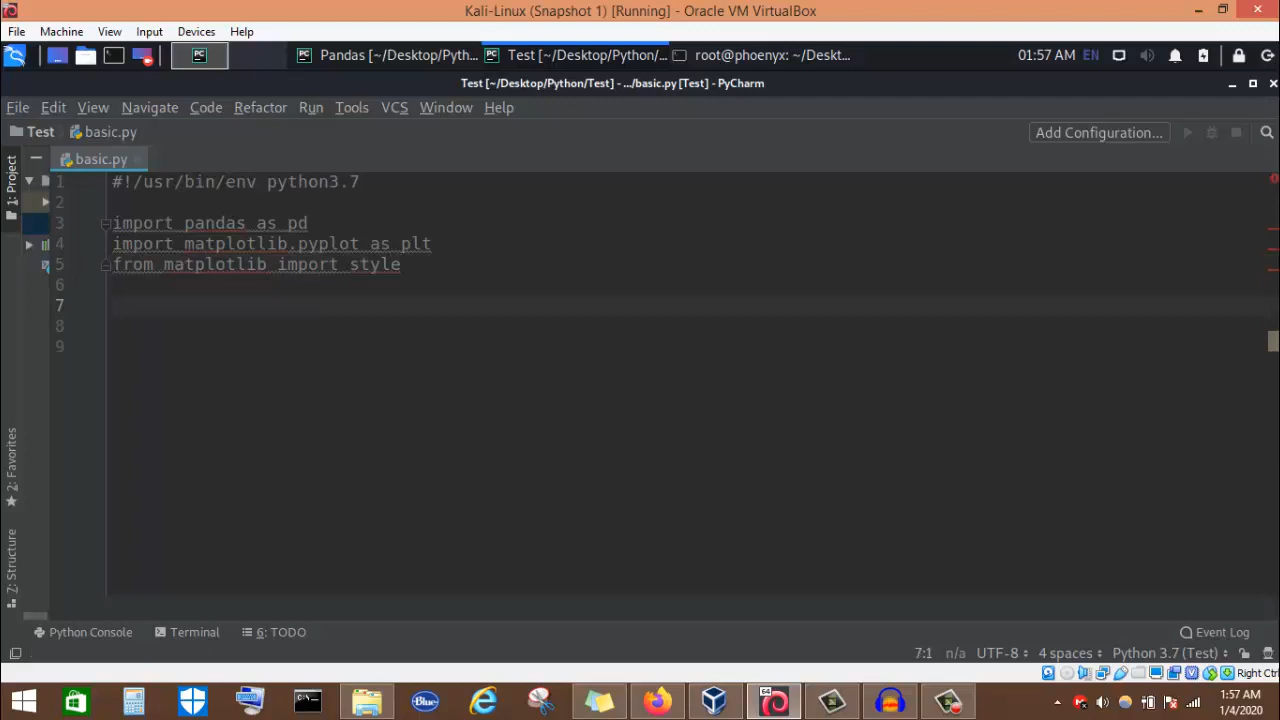 Kali-Linux (Snapshot 1) [Running] - Oracle VM VirtualBox
File Machine View Input Devices Help
Pandas [~/Desktop/Pyth... Test [~/Desktop/Python/... root@phoenyx: ~/Deskt... 01:57 AM EN
Test [~/Desktop/Python/Test] - .../basic.py [Test] - PyCharm
File Edit View Navigate Code Refactor Run Tools VCS Window Help
Test basic.py Add Configuration...
1: Project
basic.py
1 #!/usr/bin/env python3.7
2
3 import pandas as pd
4 import matplotlib.pyplot as plt
5 from matplotlib import style
6
7
8
9
2: Favorites
7: Structure
Python Console Terminal 6: TODO Event Log
7:1 n/a UTF-8 4 spaces Python 3.7 (Test)
Right Ctrl
Blue
64
1:57 AM
1/4/2020